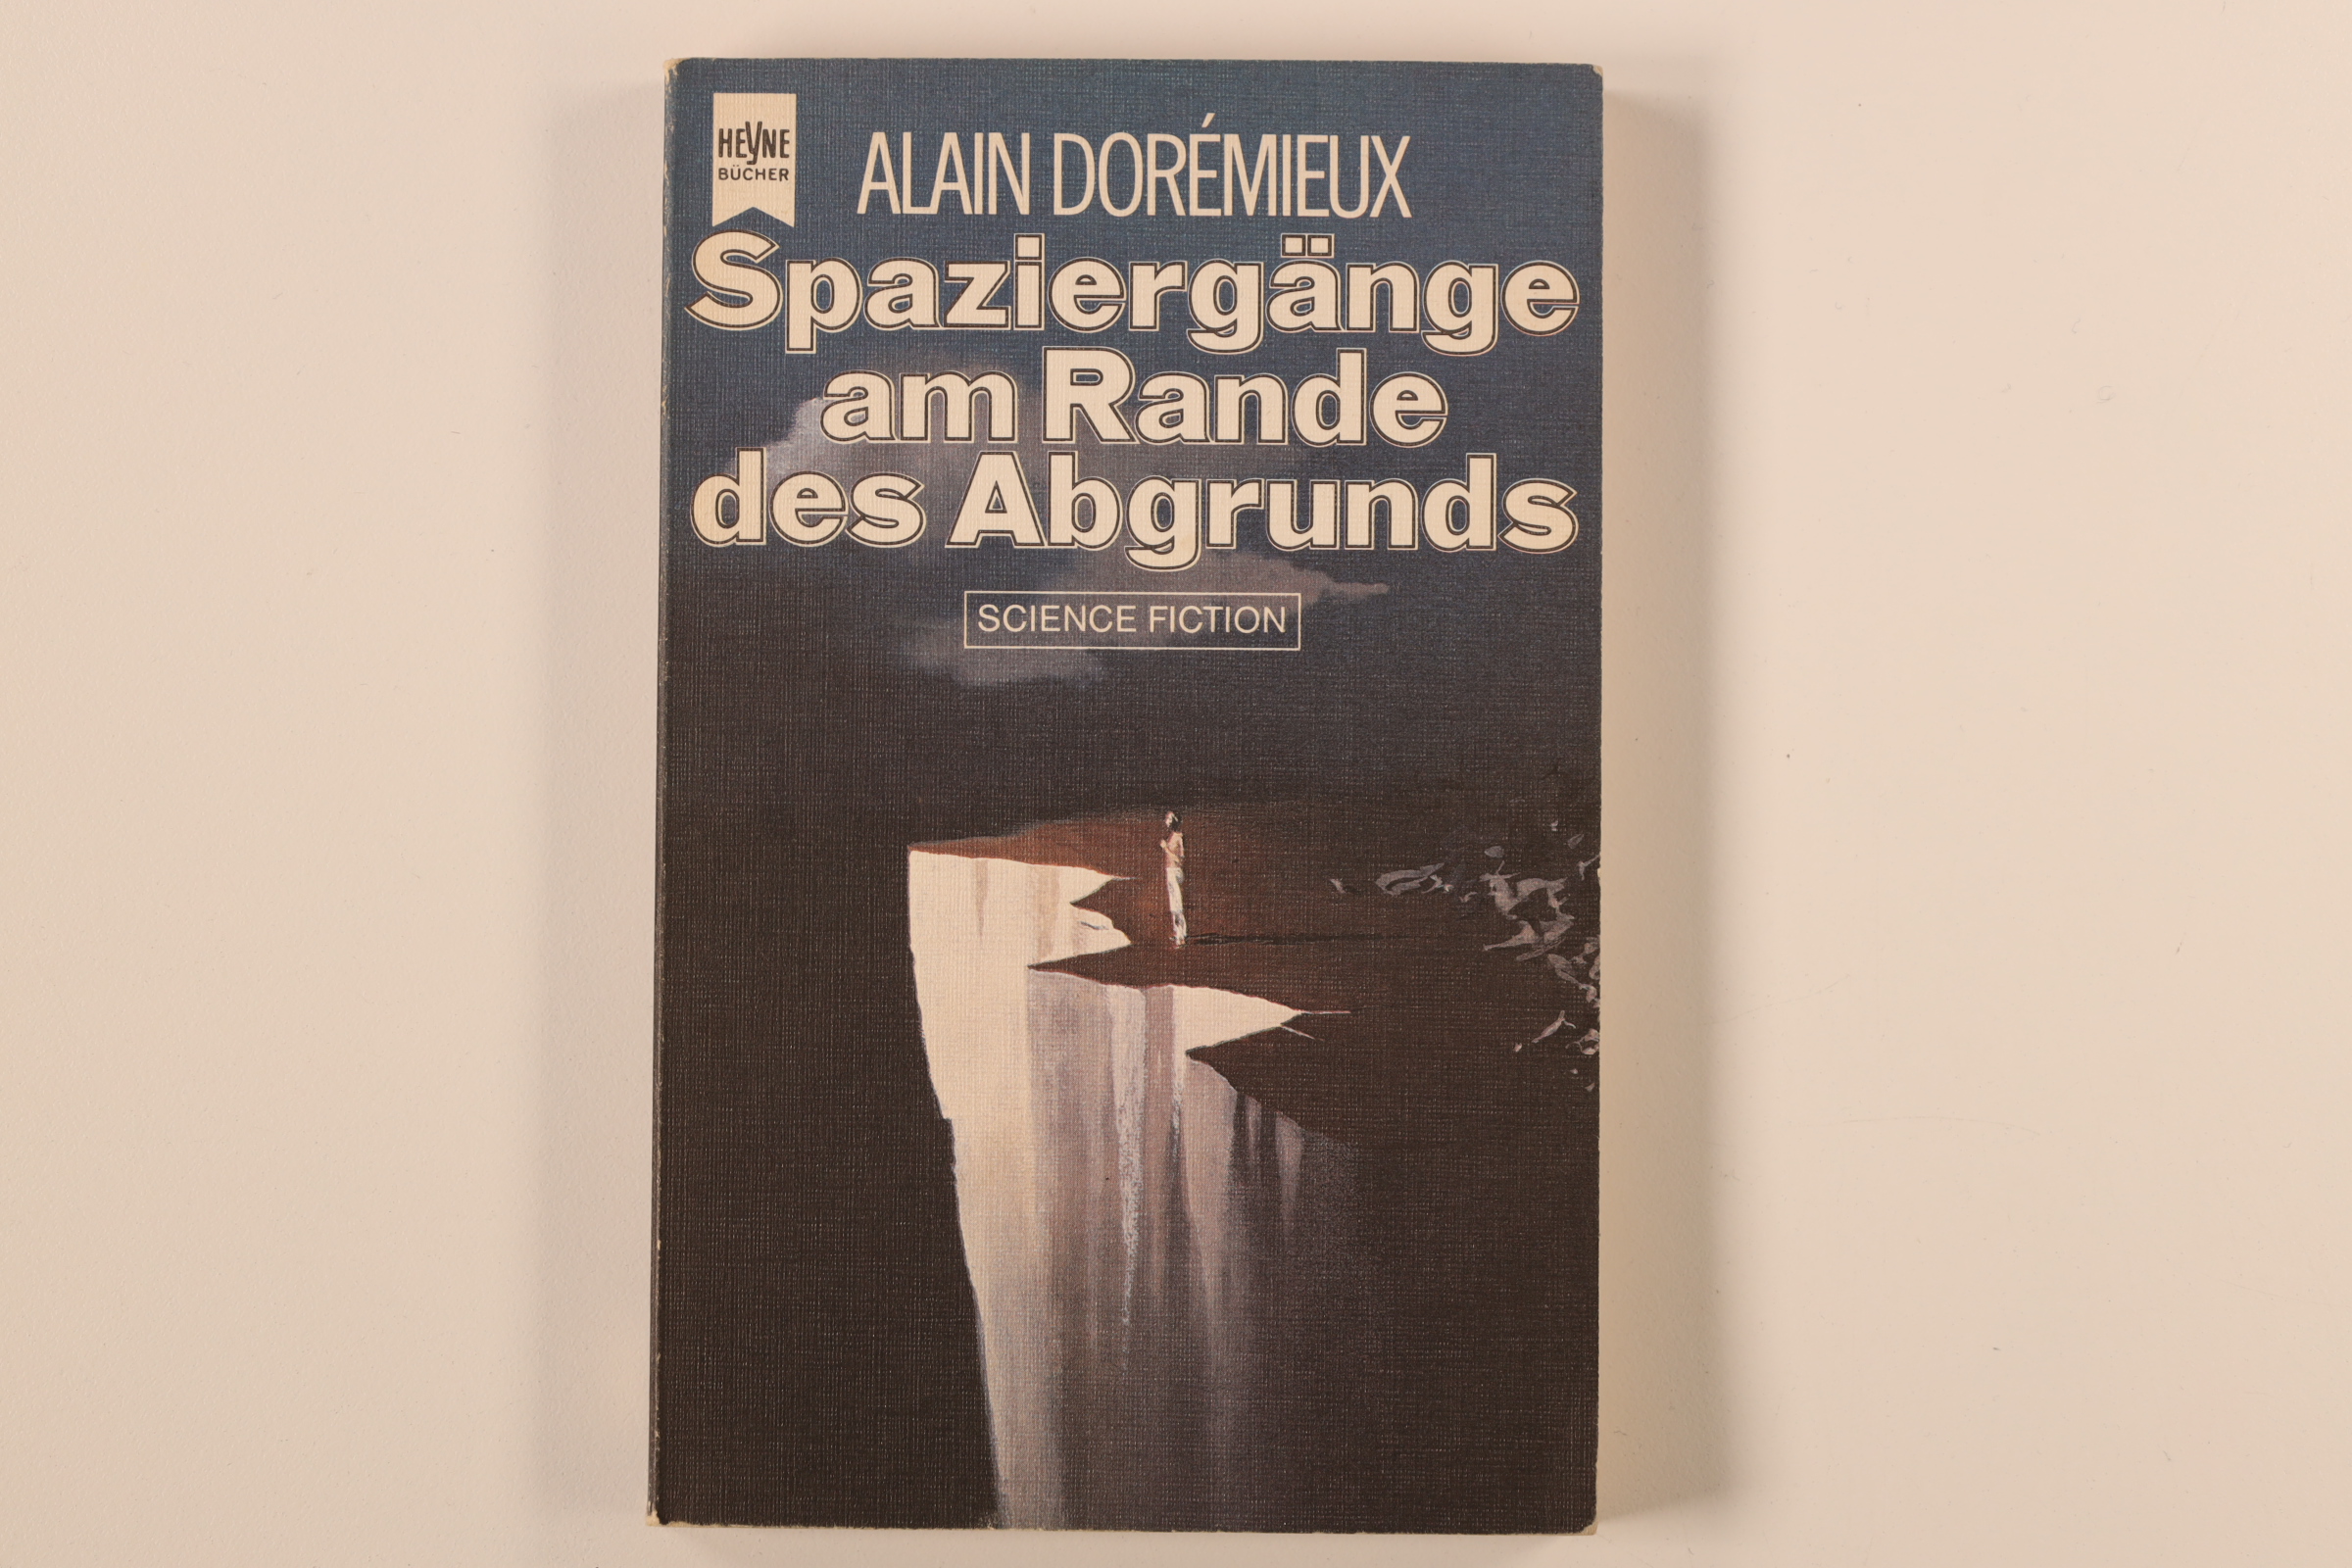 HEYNE
BÜCHER
ALAIN DORÉMIEUX
Spaziergänge
am Rande
des Abgrunds
SCIENCE FICTION